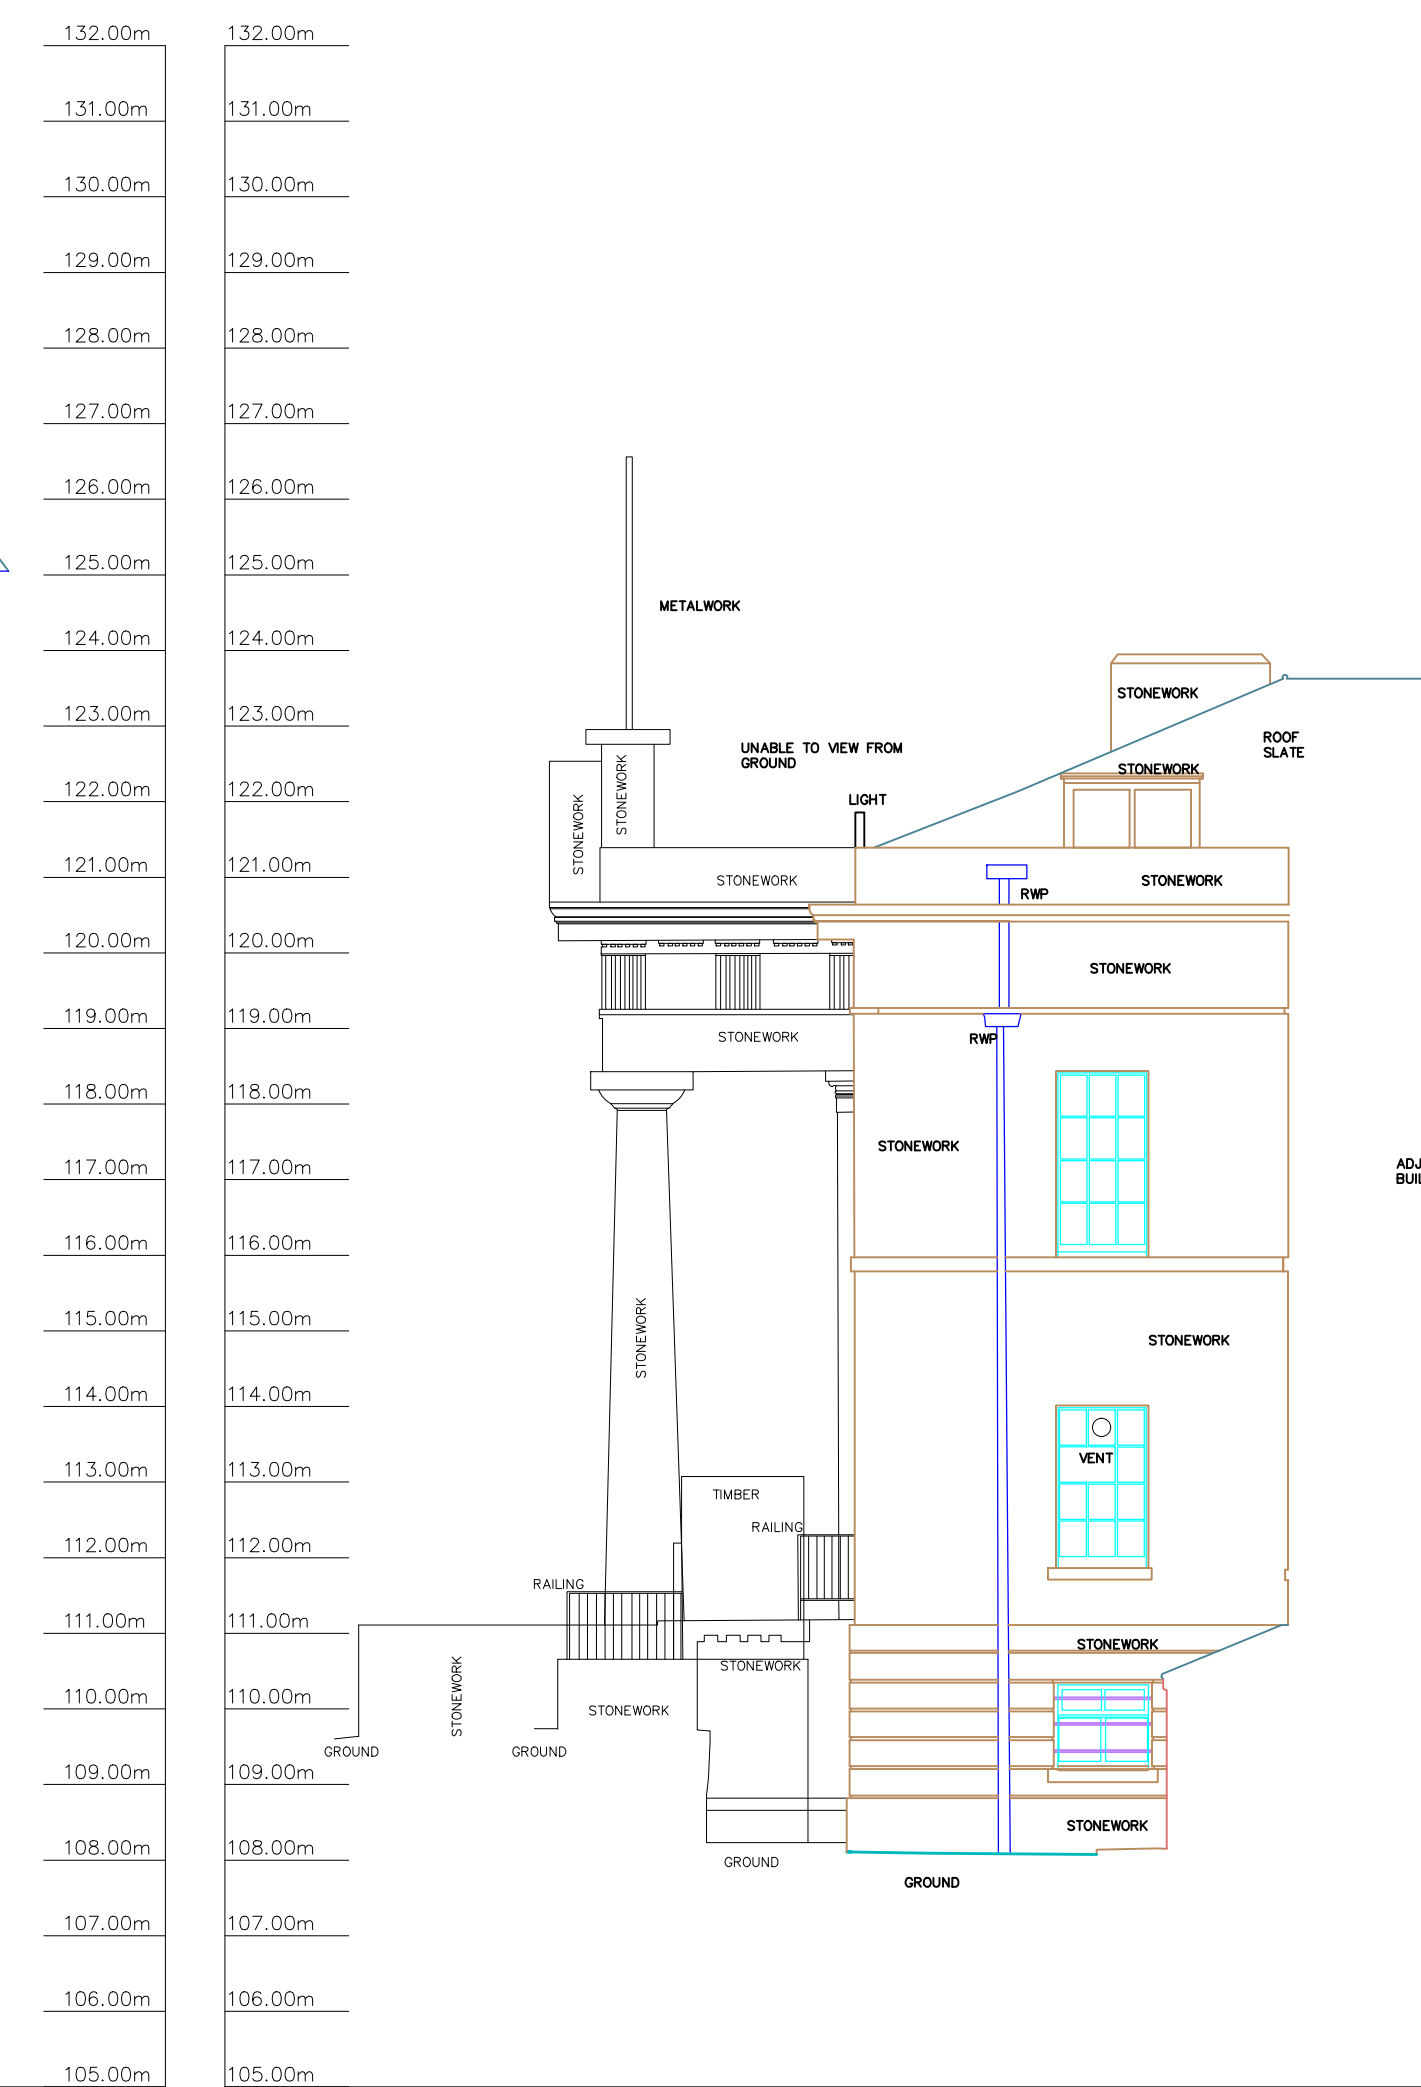 132.00m 132.00m
131.00m 131.00m
130.00m 130.00m
129.00m 129.00m
128.00m 128.00m
127.00m 127.00m
126.00m 126.00m
125.00m 125.00m
124.00m 124.00m
123.00m 123.00m
122.00m 122.00m
121.00m 121.00m
120.00m 120.00m
119.00m 119.00m
118.00m 118.00m
117.00m 117.00m
116.00m 116.00m
115.00m 115.00m
114.00m 114.00m
113.00m 113.00m
112.00m 112.00m
111.00m 111.00m
110.00m 110.00m
109.00m 109.00m
108.00m 108.00m
107.00m 107.00m
106.00m 106.00m
105.00m 105.00m
METALWORK
STONEWORK
ROOF
SLATE
UNABLE TO VIEW FROM
GROUND
STONEWORK
STONEWORK
STONEWORK
LIGHT
STONEWORK
STONEWORK
RWP
STONEWORK
STONEWORK
RWP
STONEWORK
ADJ
BUIL
STONEWORK
STONEWORK
VENT
TIMBER
RAILING
RAILING
STONEWORK
STONEWORK
STONEWORK
STONEWORK
GROUND
GROUND
STONEWORK
GROUND
GROUND